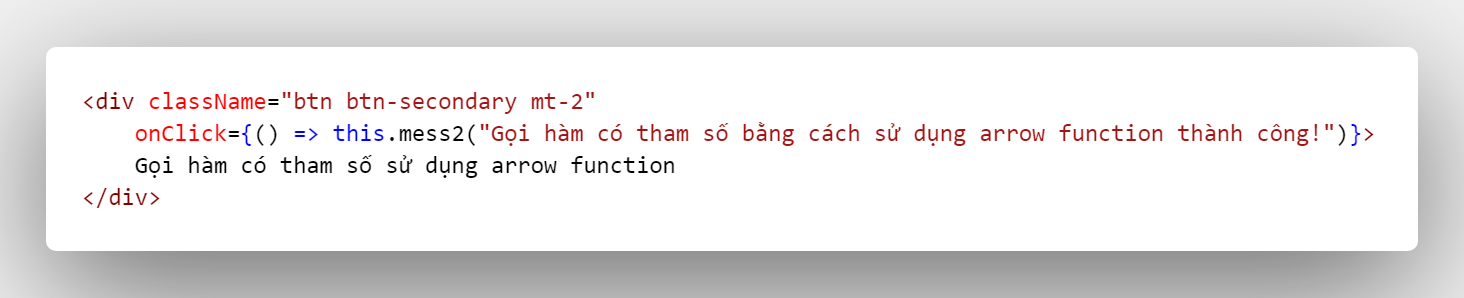 <div className="btn btn-secondary mt-2"
    onClick={() => this.mess2("Gọi hàm có tham số bằng cách sử dụng arrow function thành công!")}>
    Gọi hàm có tham số sử dụng arrow function
</div>